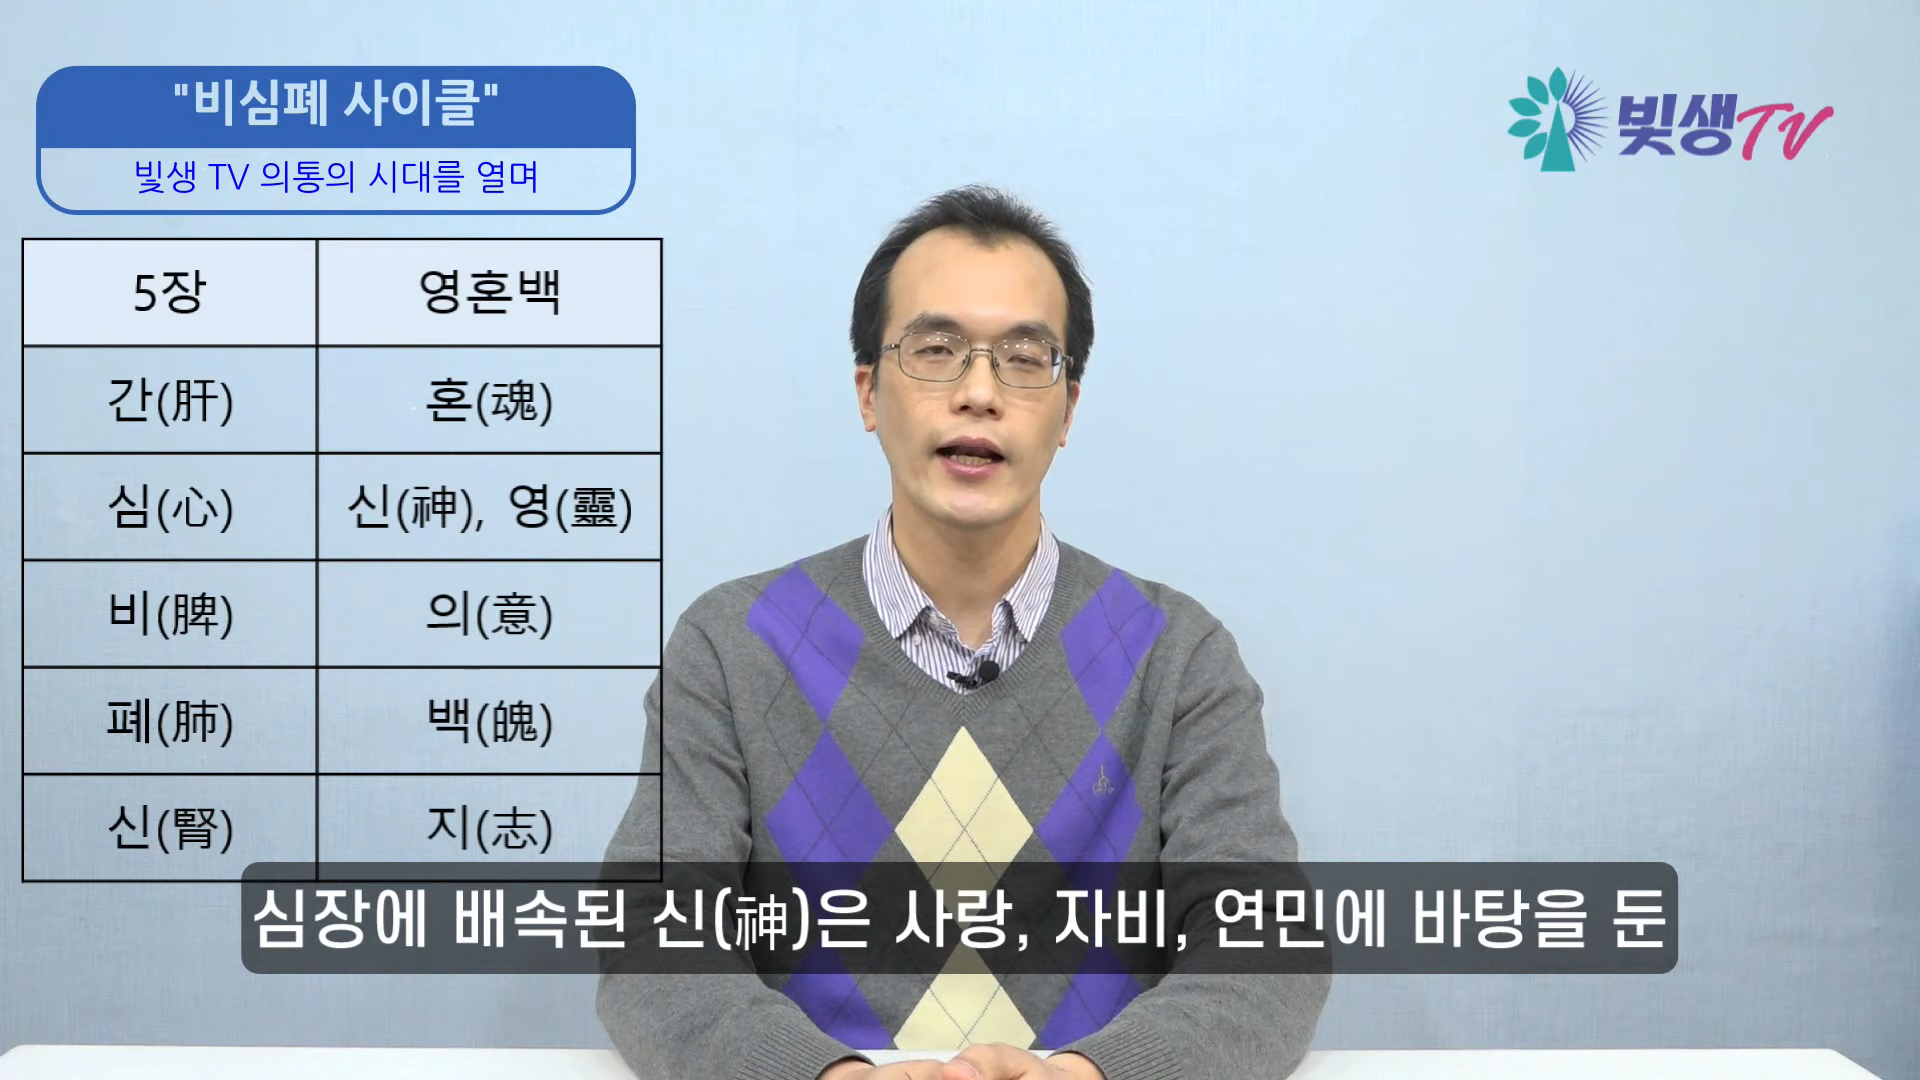 "비심폐 사이클"
빛생 TV 의통의 시대를 열며
빛생TV
5장 영혼백
간(肝) 혼(魂)
심(心) 신(神), 영(靈)
비(脾) 의(意)
폐(肺) 백(魄)
신(腎) 지(志)
심장에 배속된 신(神)은 사랑, 자비, 연민에 바탕을 둔